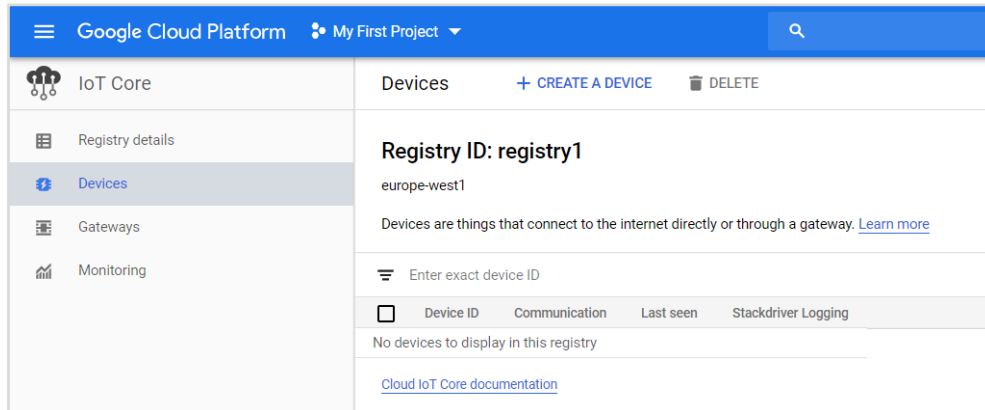 Google Cloud Platform My First Project
IoT Core
Devices + CREATE A DEVICE DELETE
Registry details
Devices
Gateways
Monitoring
Registry ID: registry1
europe-west1
Devices are things that connect to the internet directly or through a gateway. Learn more
Enter exact device ID
Device ID Communication Last seen Stackdriver Logging
No devices to display in this registry
Cloud IoT Core documentation